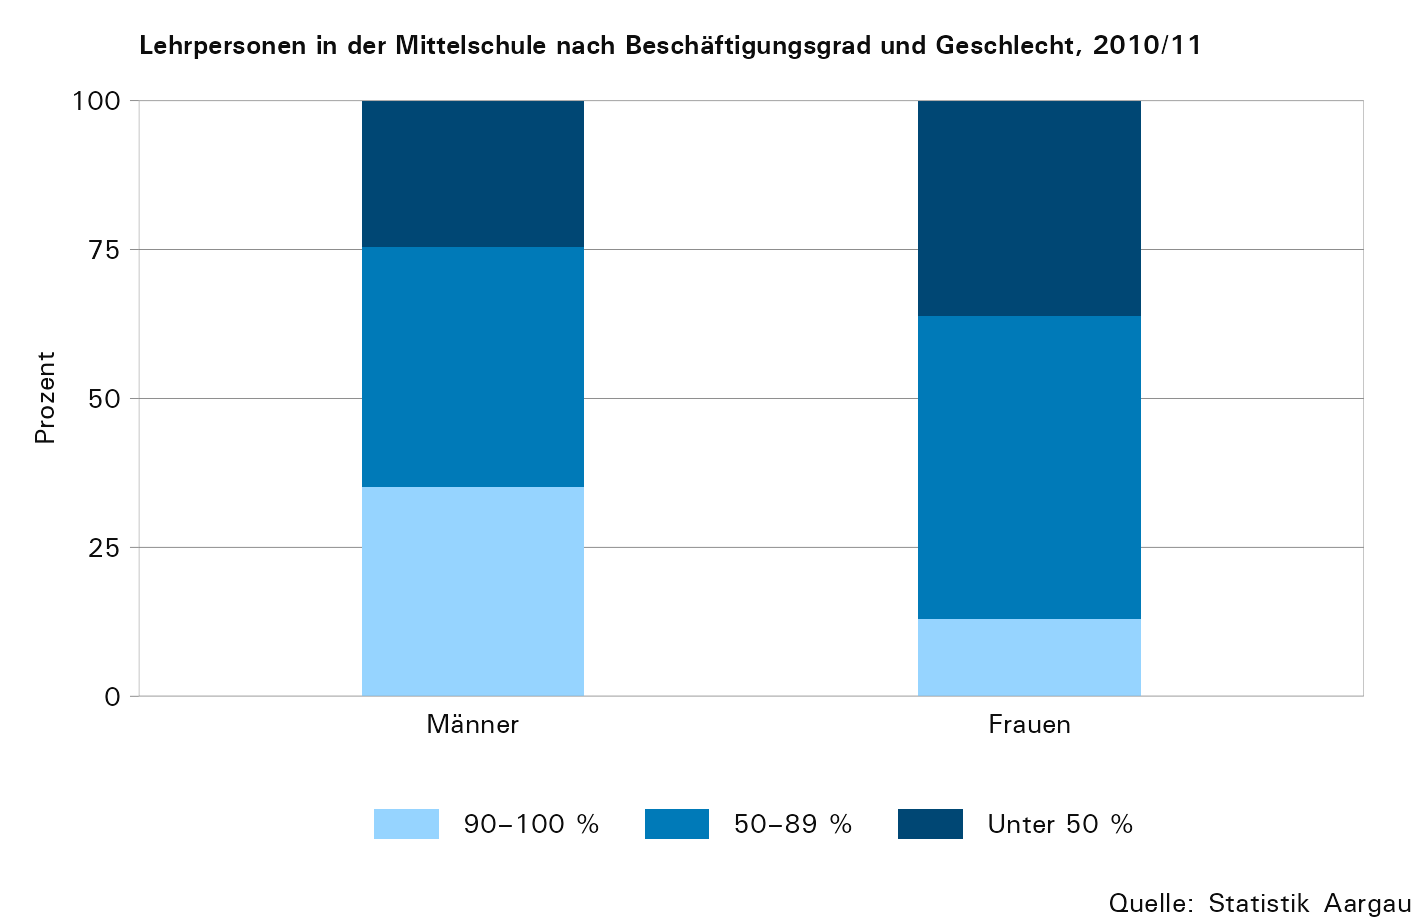 Lehrpersonen in der Mittelschule nach Beschäftigungsgrad und Geschlecht, 2010/11
100
75
50
25
0
Prozent
Männer
Frauen
90–100 %
50–89 %
Unter 50 %
Quelle: Statistik Aargau